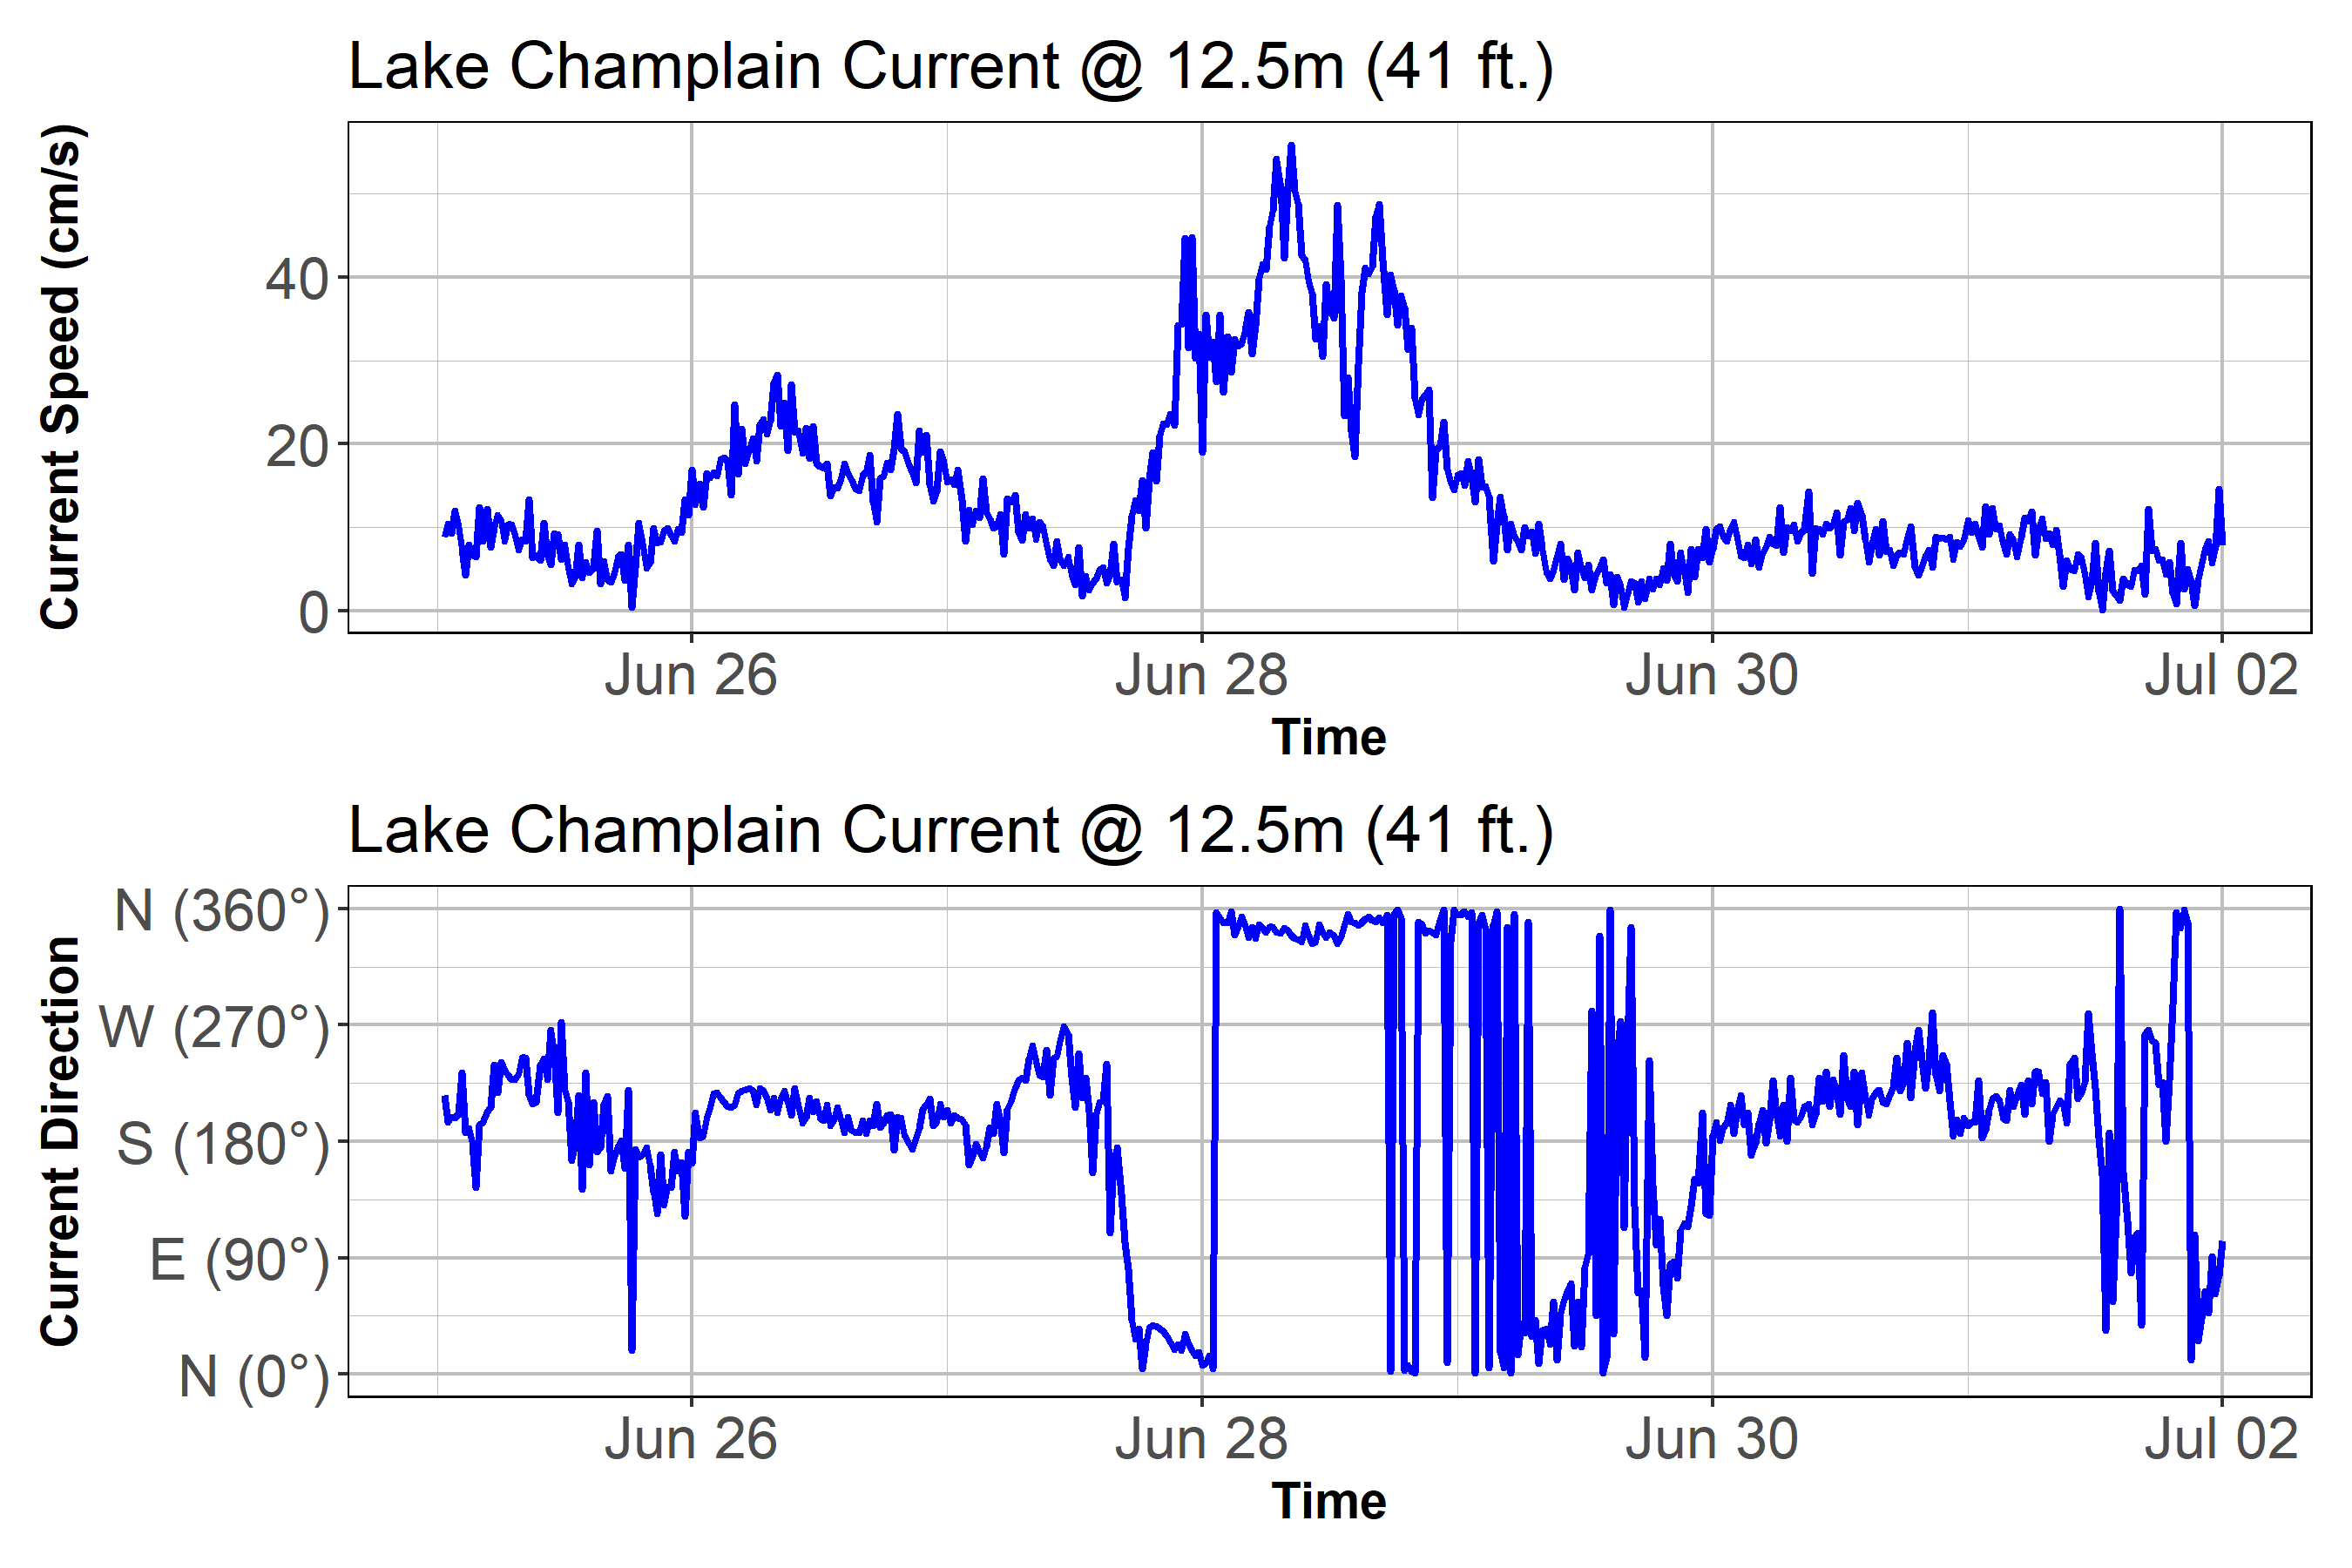 Lake Champlain Current @ 12.5m (41 ft.)
Current Speed (cm/s)
40
20
0
Jun 26
Jun 28
Jun 30
Jul 02
Time
Lake Champlain Current @ 12.5m (41 ft.)
Current Direction
N (360°)
W (270°)
S (180°)
E (90°)
N (0°)
Jun 26
Jun 28
Jun 30
Jul 02
Time